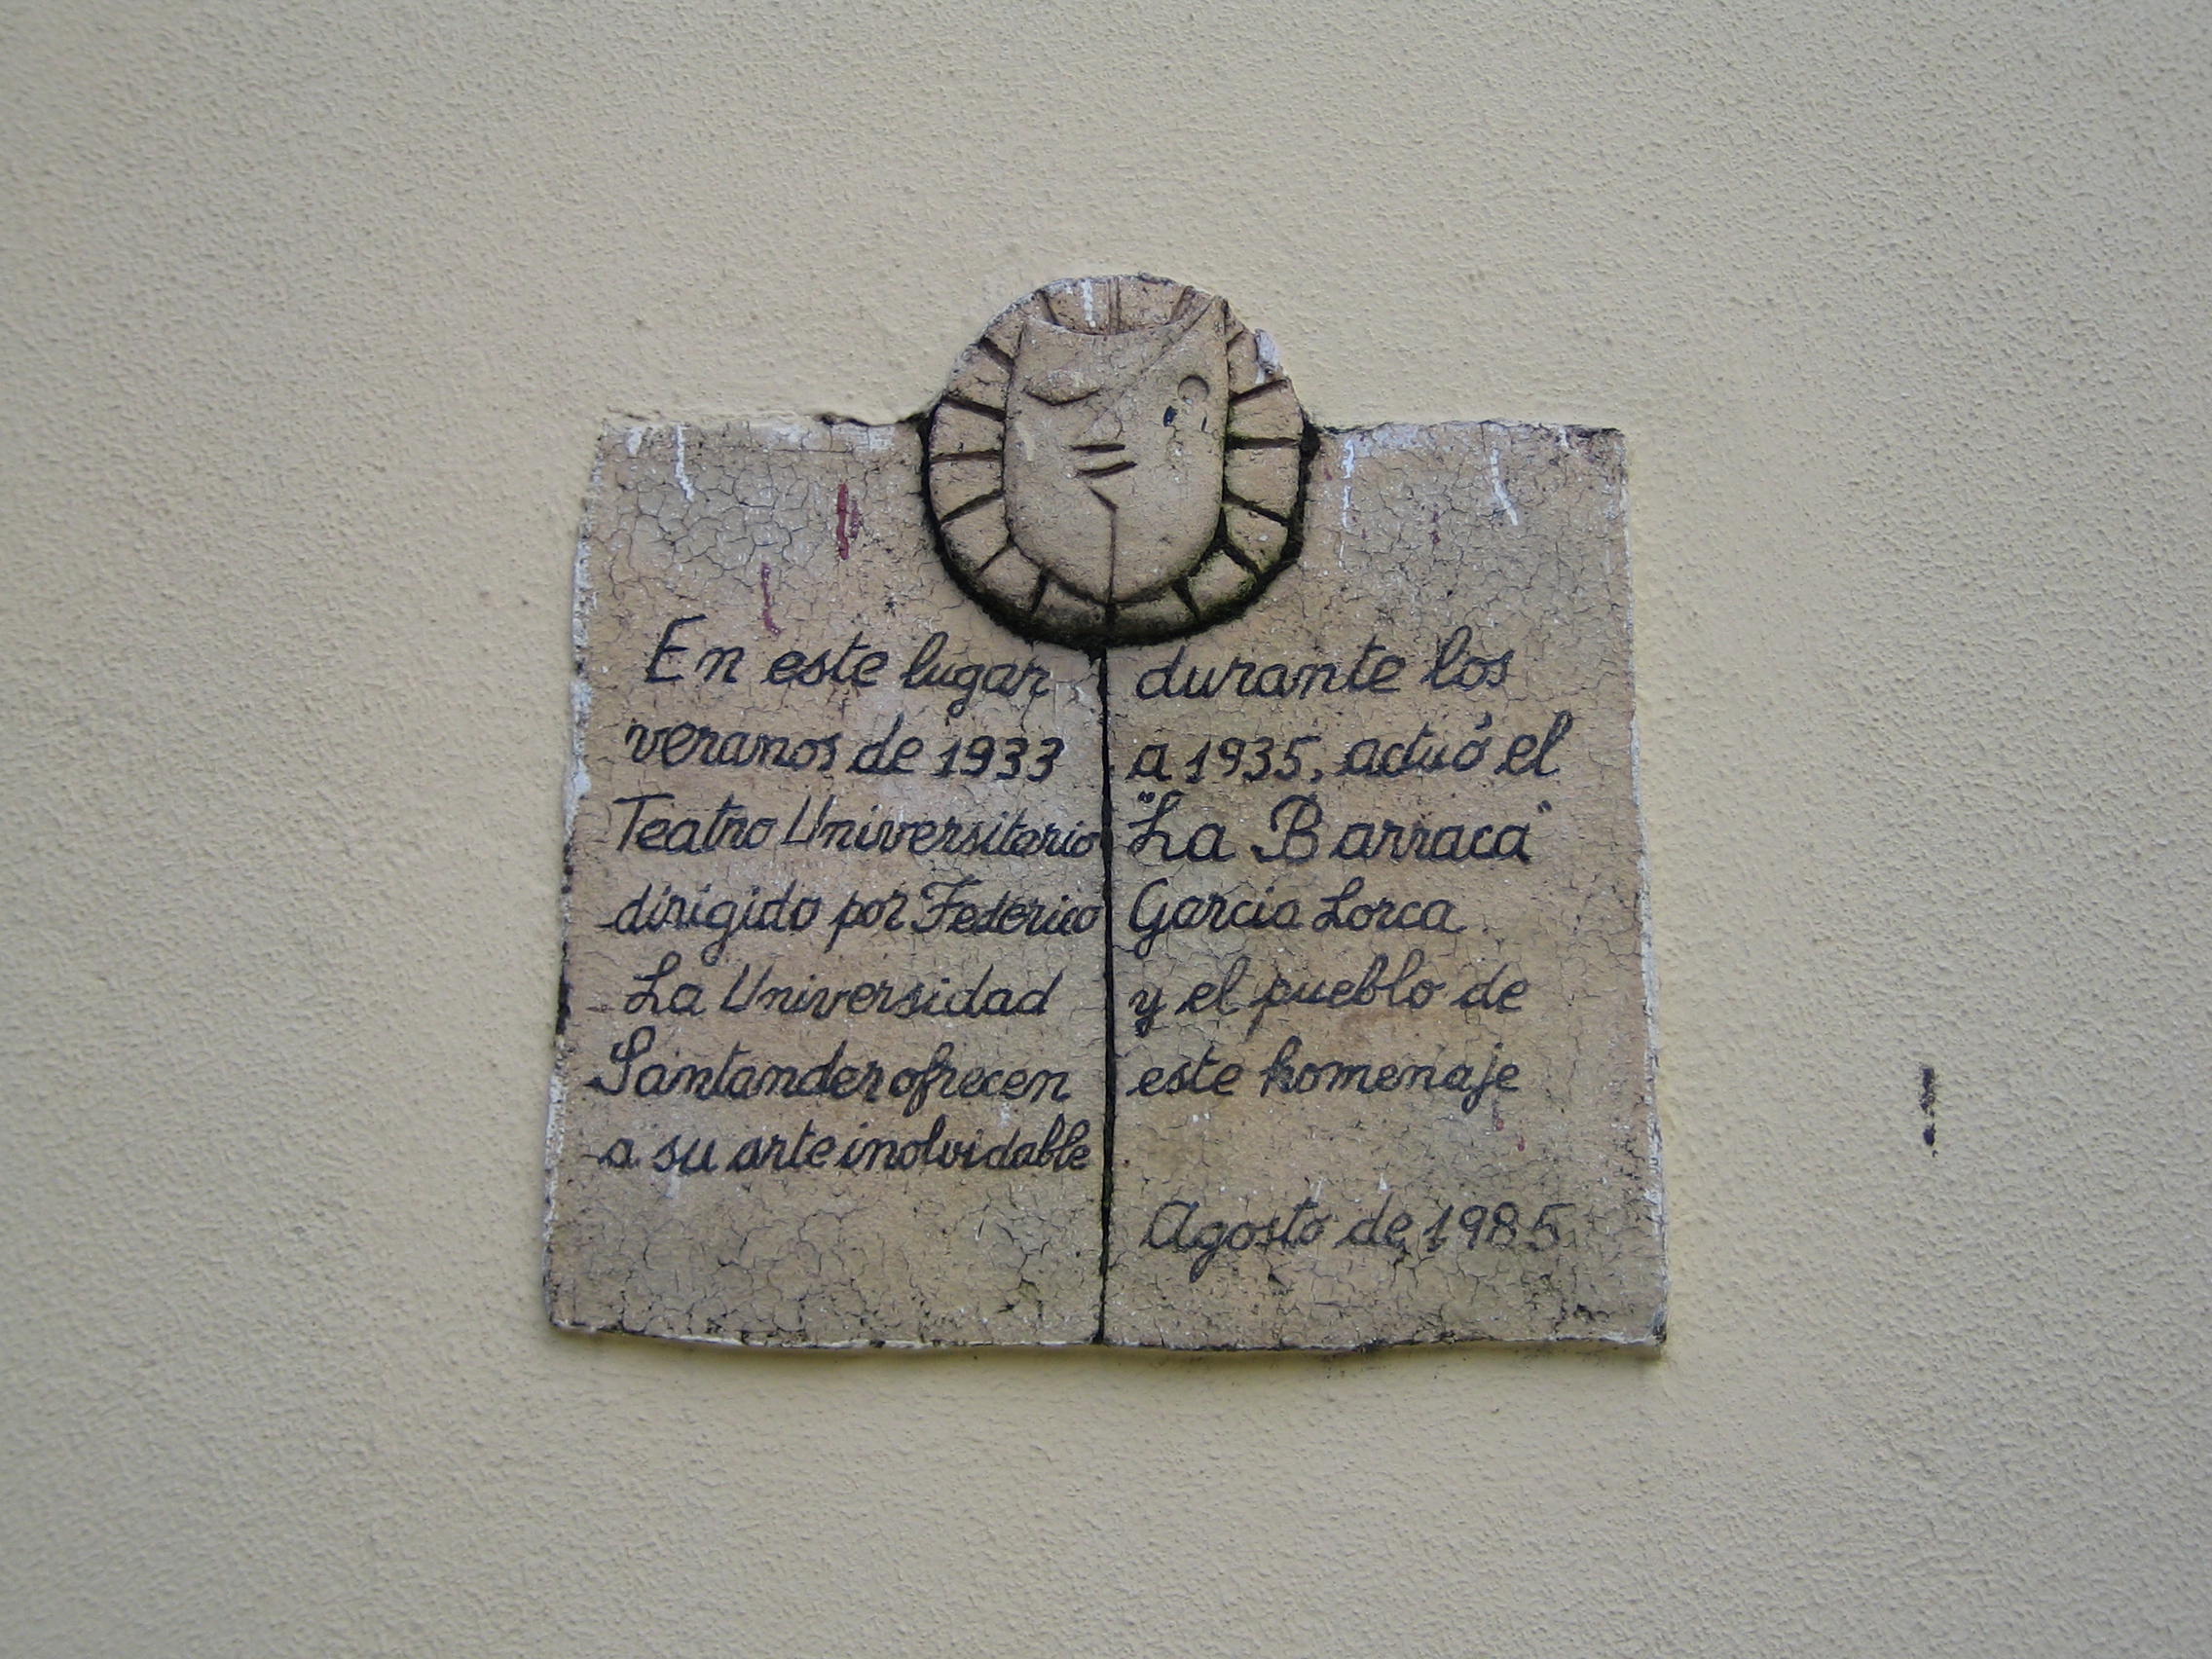 En este lugar durante los
veranos de 1933 a 1935, actuó el
Teatro Universitario "La Barraca"
dirigido por Federico Garcia Lorca
La Universidad y el pueblo de
Santander ofrecen este homenaje
a su arte inolvidable
Agosto de 1985